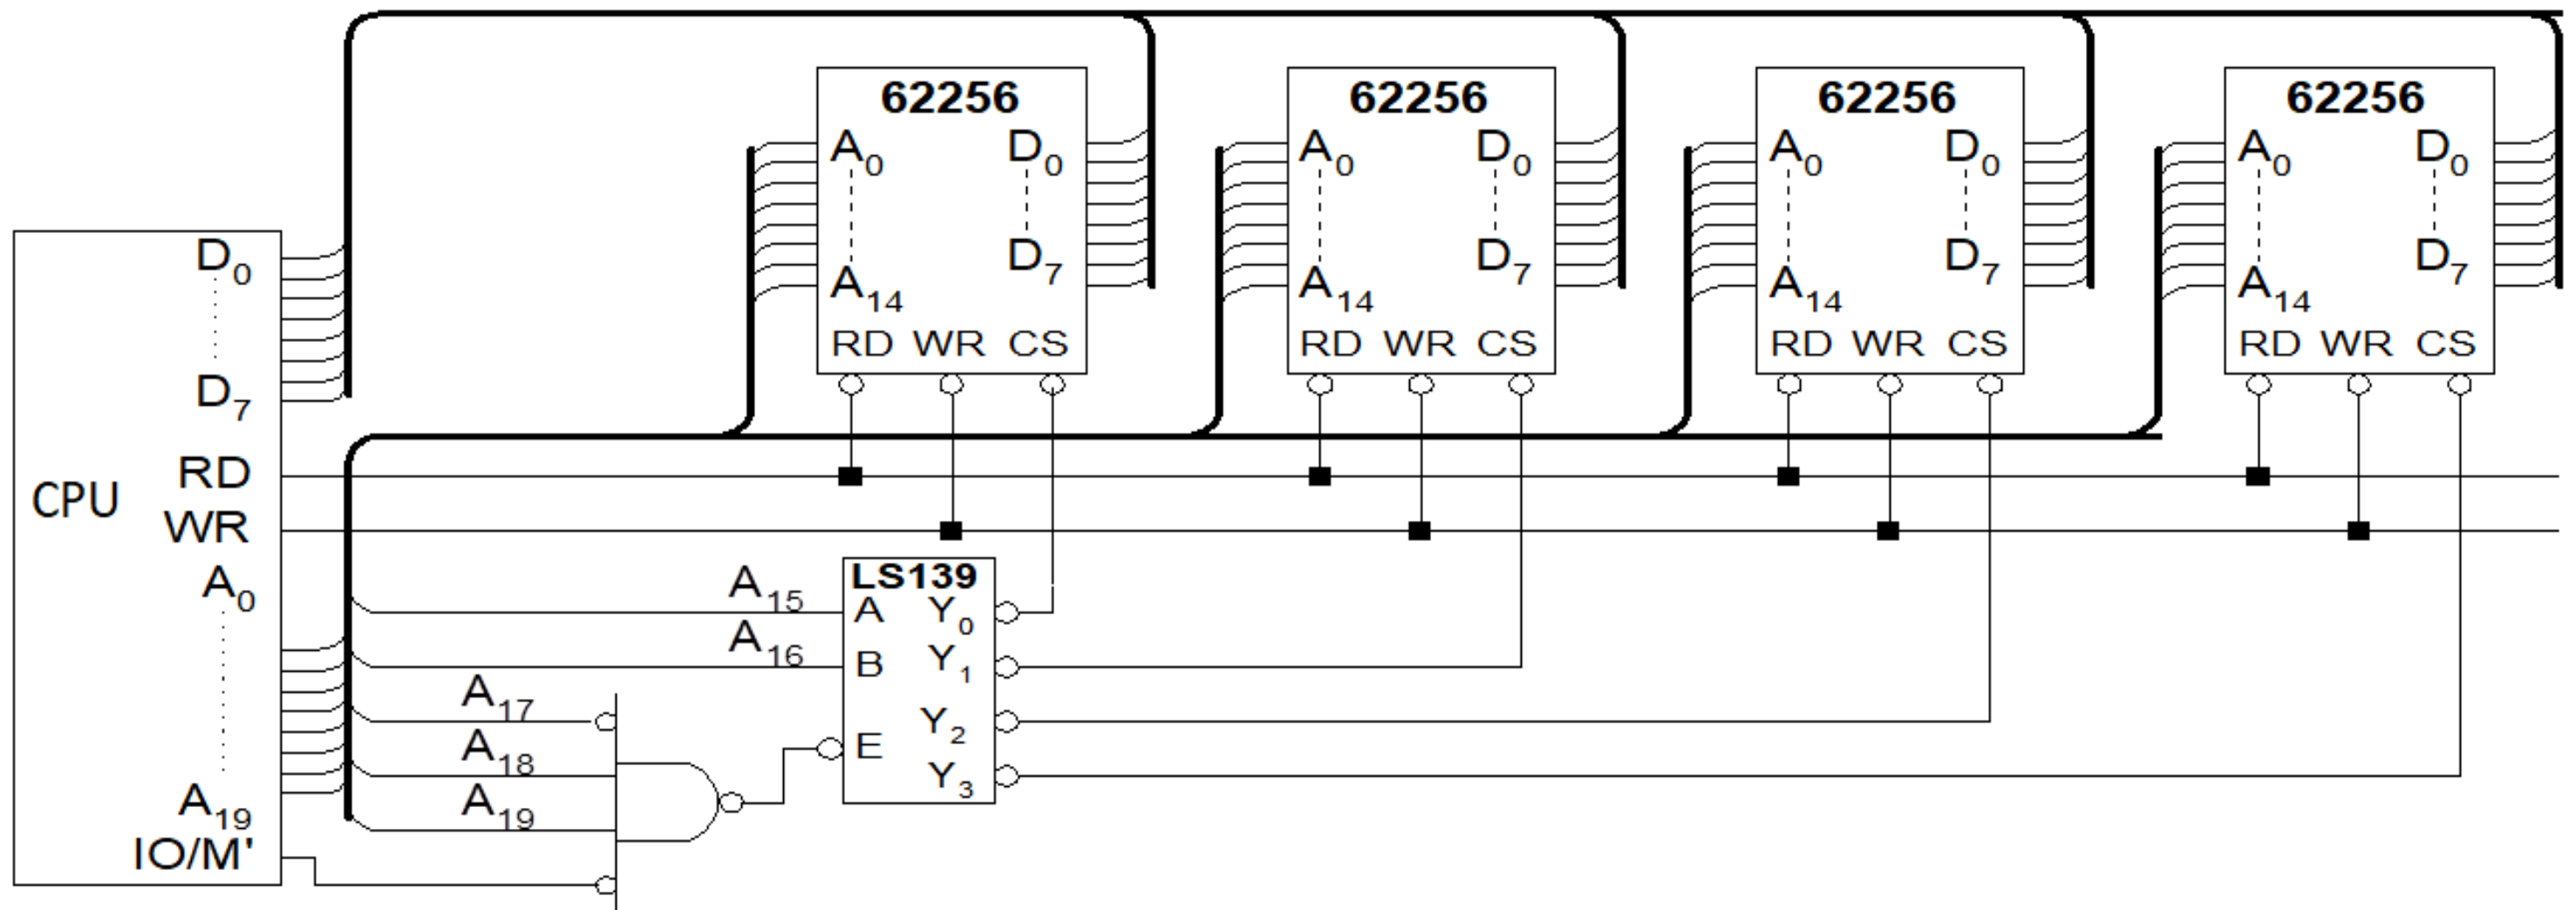 62256 62256 62256 62256
A0 D0 A0 D0 A0 D0 A0 D0
D0
D7 D7 D7 D7
A14 A14 A14 A14
RD WR CS RD WR CS RD WR CS RD WR CS
D7
RD
CPU
WR
LS139
A0
A15 A Y0
A16 B Y1
A17
Y2
A18 E
Y3
A19
A19
IO/M'